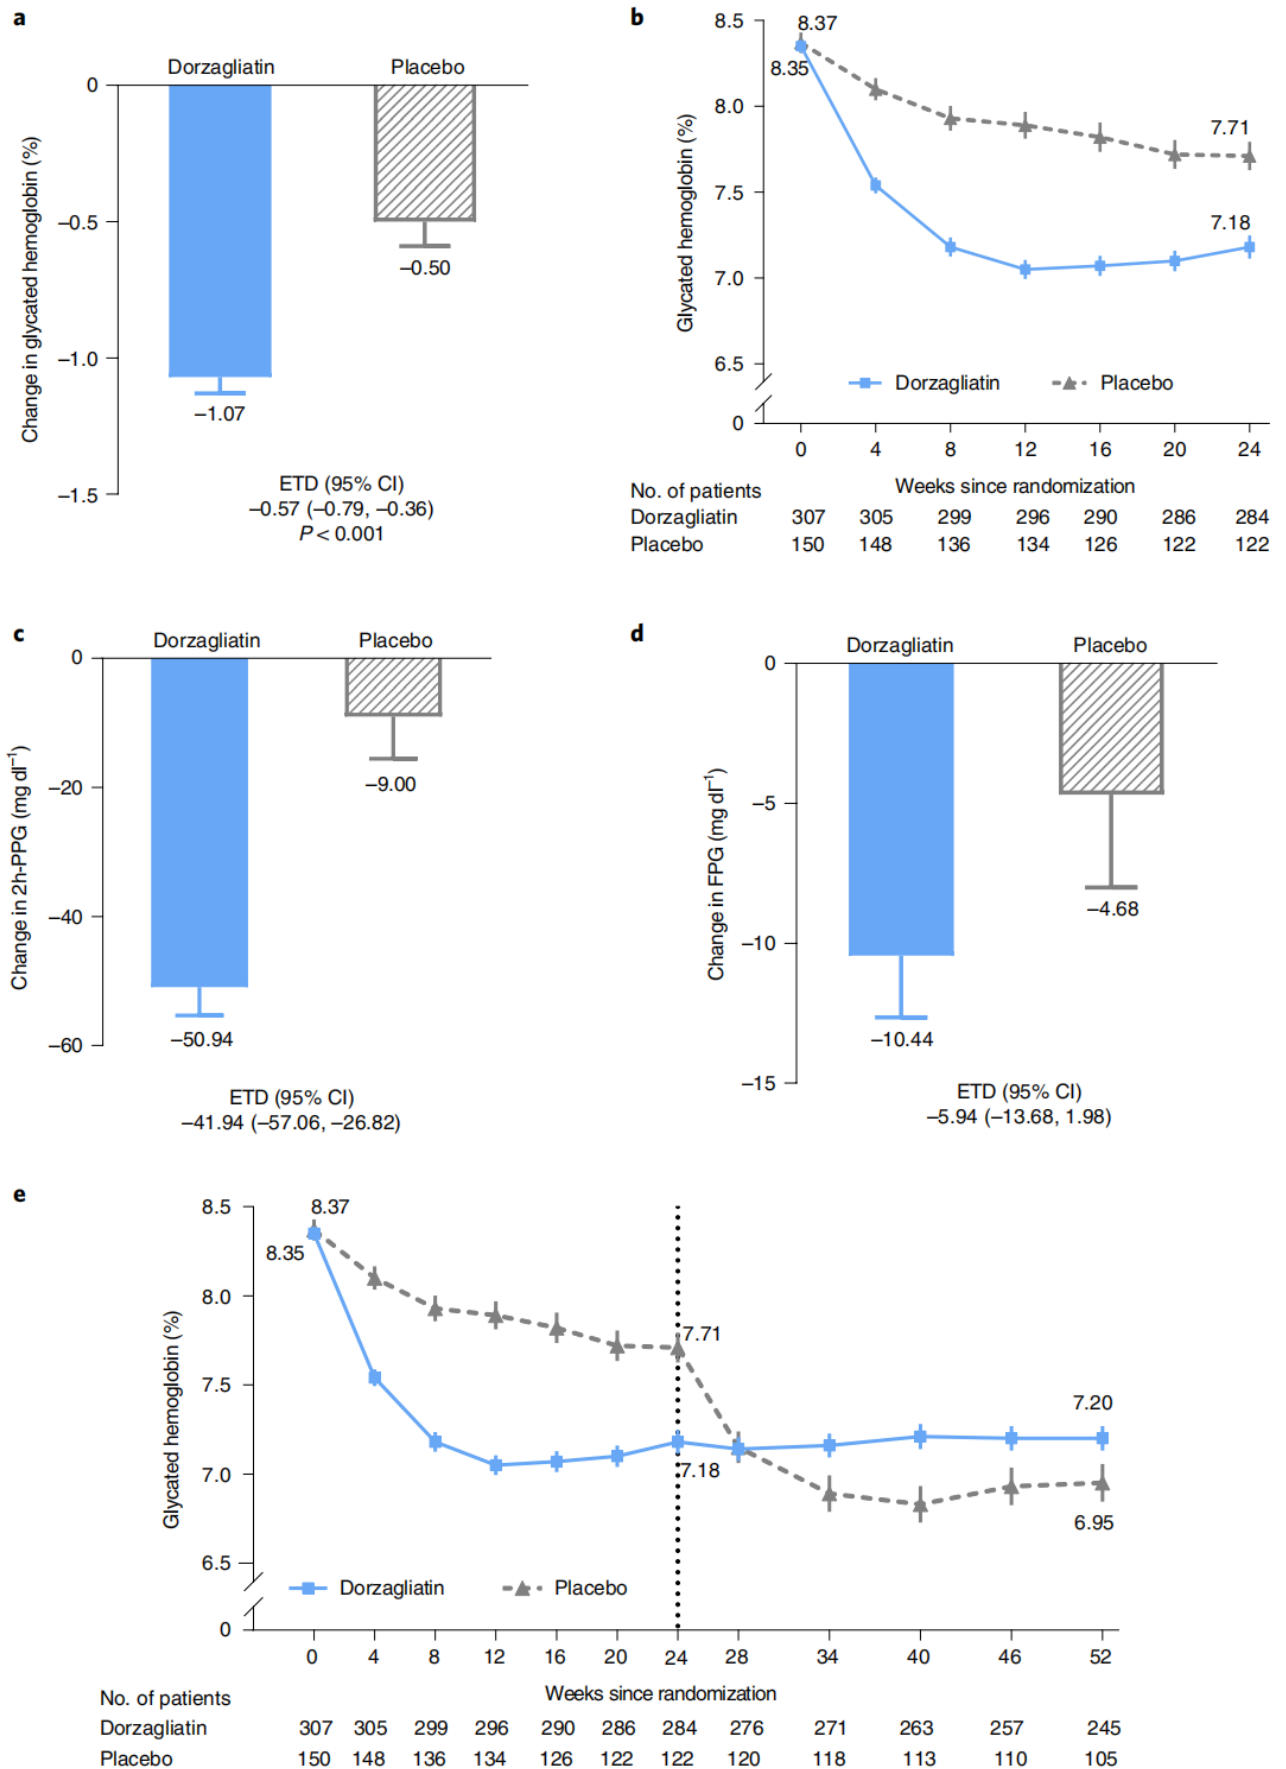 a
Dorzagliatin Placebo
0
–0.5
–1.0
–1.5
Change in glycated hemoglobin (%)
–0.50
–1.07
ETD (95% CI)
–0.57 (–0.79, –0.36)
P < 0.001
b
8.5
8.0
7.5
7.0
6.5
0
Glycated hemoglobin (%)
8.37
8.35
7.71
7.18
Dorzagliatin Placebo
0 4 8 12 16 20 24
Weeks since randomization
No. of patients
Dorzagliatin 307 305 299 296 290 286 284
Placebo 150 148 136 134 126 122 122
c
Dorzagliatin Placebo
0
–20
–40
–60
Change in 2h-PPG (mg dl⁻¹)
–9.00
–50.94
ETD (95% CI)
–41.94 (–57.06, –26.82)
d
Dorzagliatin Placebo
0
–5
–10
–15
Change in FPG (mg dl⁻¹)
–4.68
–10.44
ETD (95% CI)
–5.94 (–13.68, 1.98)
e
8.5
8.0
7.5
7.0
6.5
0
Glycated hemoglobin (%)
8.37
8.35
7.71
7.18
7.20
6.95
Dorzagliatin Placebo
0 4 8 12 16 20 24 28 34 40 46 52
Weeks since randomization
No. of patients
Dorzagliatin 307 305 299 296 290 286 284 276 271 263 257 245
Placebo 150 148 136 134 126 122 122 120 118 113 110 105